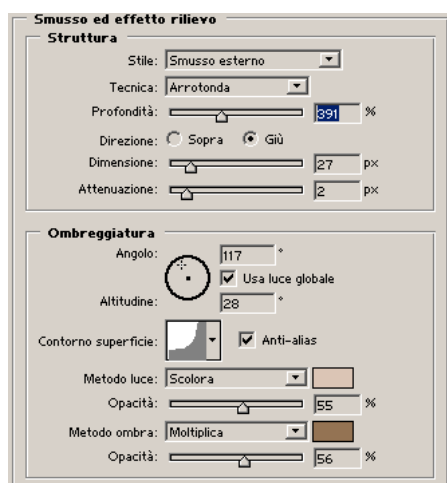 Smusso ed effetto rilievo
Struttura
Stile: Smusso esterno
Tecnica: Arrotonda
Profondità: 391 %
Direzione: Sopra Giù
Dimensione: 27 px
Attenuazione: 2 px
Ombreggiatura
Angolo: 117 °
Usa luce globale
Altitudine: 28 °
Contorno superficie: Anti-alias
Metodo luce: Scolora
Opacità: 55 %
Metodo ombra: Moltiplica
Opacità: 56 %